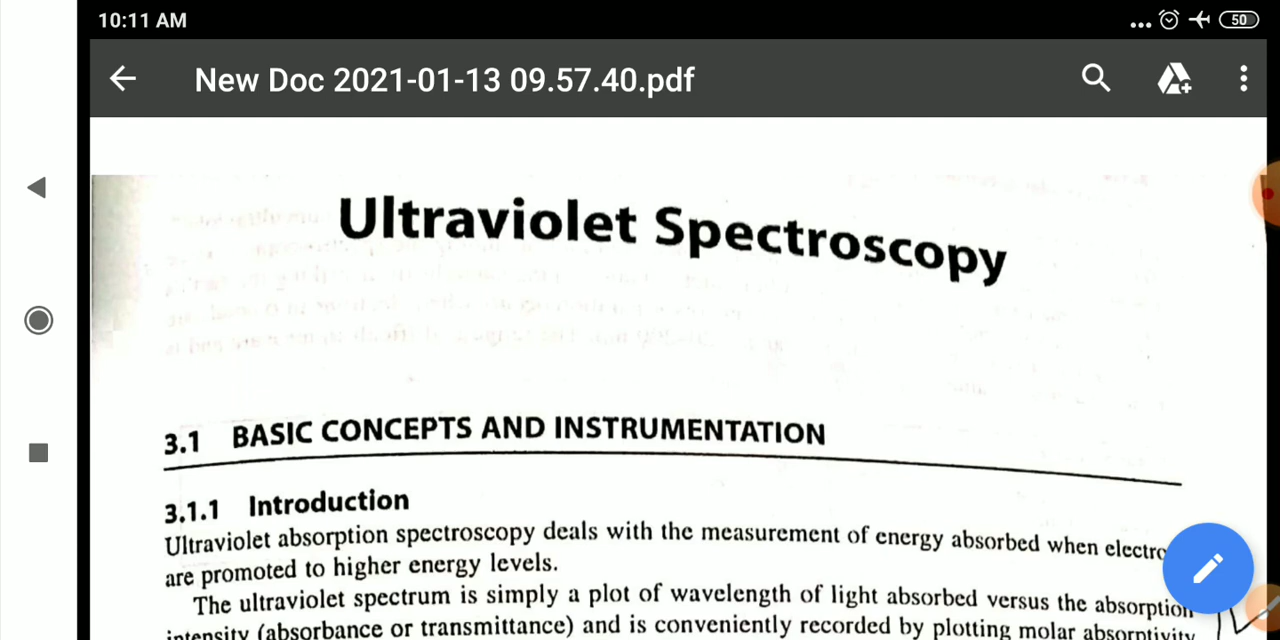 10:11 AM
50
New Doc 2021-01-13 09.57.40.pdf
Ultraviolet Spectroscopy
3.1 BASIC CONCEPTS AND INSTRUMENTATION
3.1.1 Introduction
Ultraviolet absorption spectroscopy deals with the measurement of energy absorbed when electro
are promoted to higher energy levels.
The ultraviolet spectrum is simply a plot of wavelength of light absorbed versus the absorption
intensity (absorbance or transmittance) and is conveniently recorded by plotting molar absorptivity